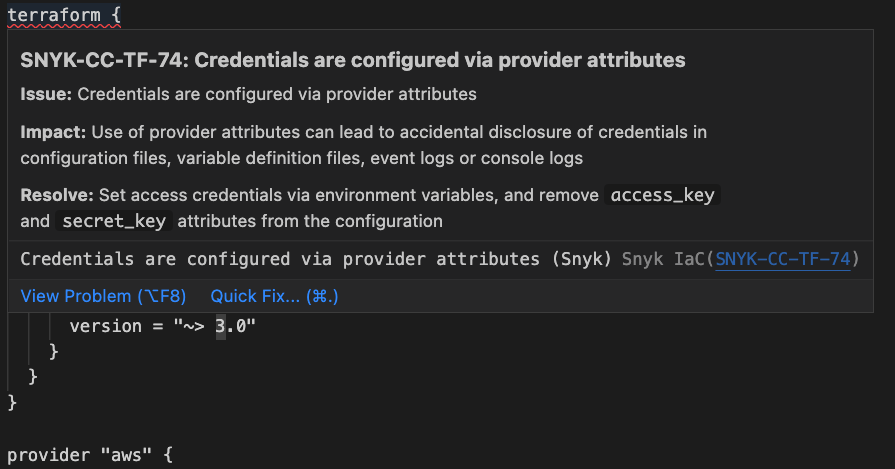 terraform {
SNYK-CC-TF-74: Credentials are configured via provider attributes
Issue: Credentials are configured via provider attributes
Impact: Use of provider attributes can lead to accidental disclosure of credentials in
configuration files, variable definition files, event logs or console logs
Resolve: Set access credentials via environment variables, and remove access_key
and secret_key attributes from the configuration
Credentials are configured via provider attributes (Snyk) Snyk IaC(SNYK-CC-TF-74)
View Problem (⌥F8) Quick Fix... (⌘.)
version = "~> 3.0"
}
}
}
provider "aws" {